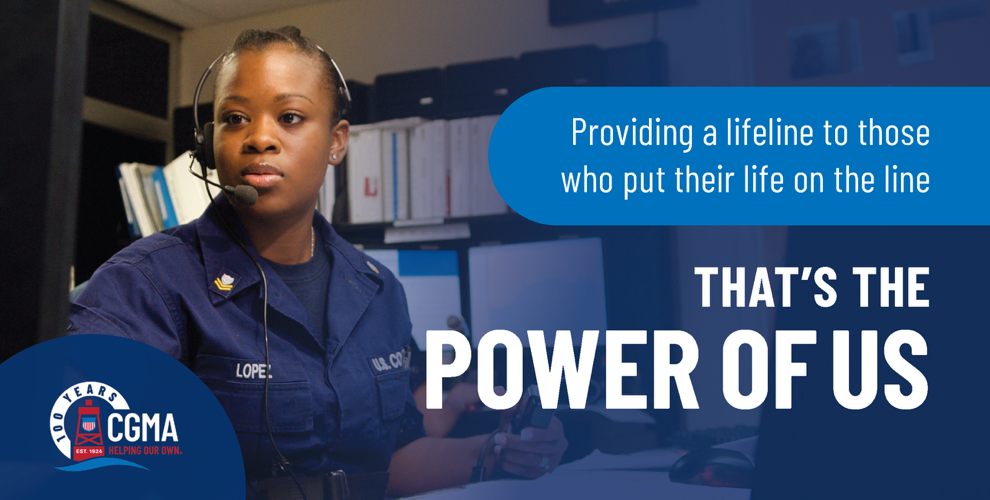 Providing a lifeline to those
who put their life on the line
THAT'S THE
POWER OF US
LOPEZ
U.S. CO
100 YEARS
EST. 1924
CGMA
HELPING OUR OWN.